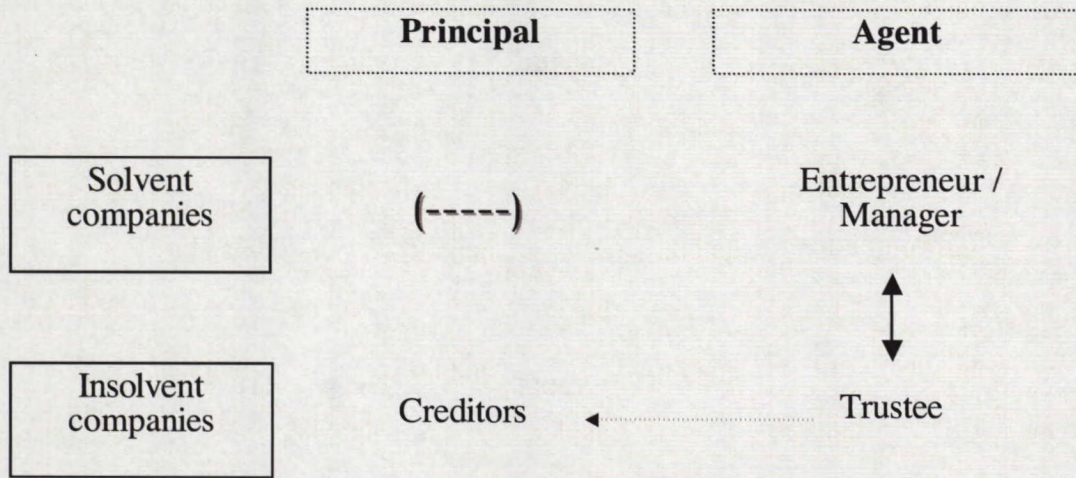 Principal Agent
Solvent
companies
(-----)
Entrepreneur /
Manager
Insolvent
companies
Creditors
Trustee